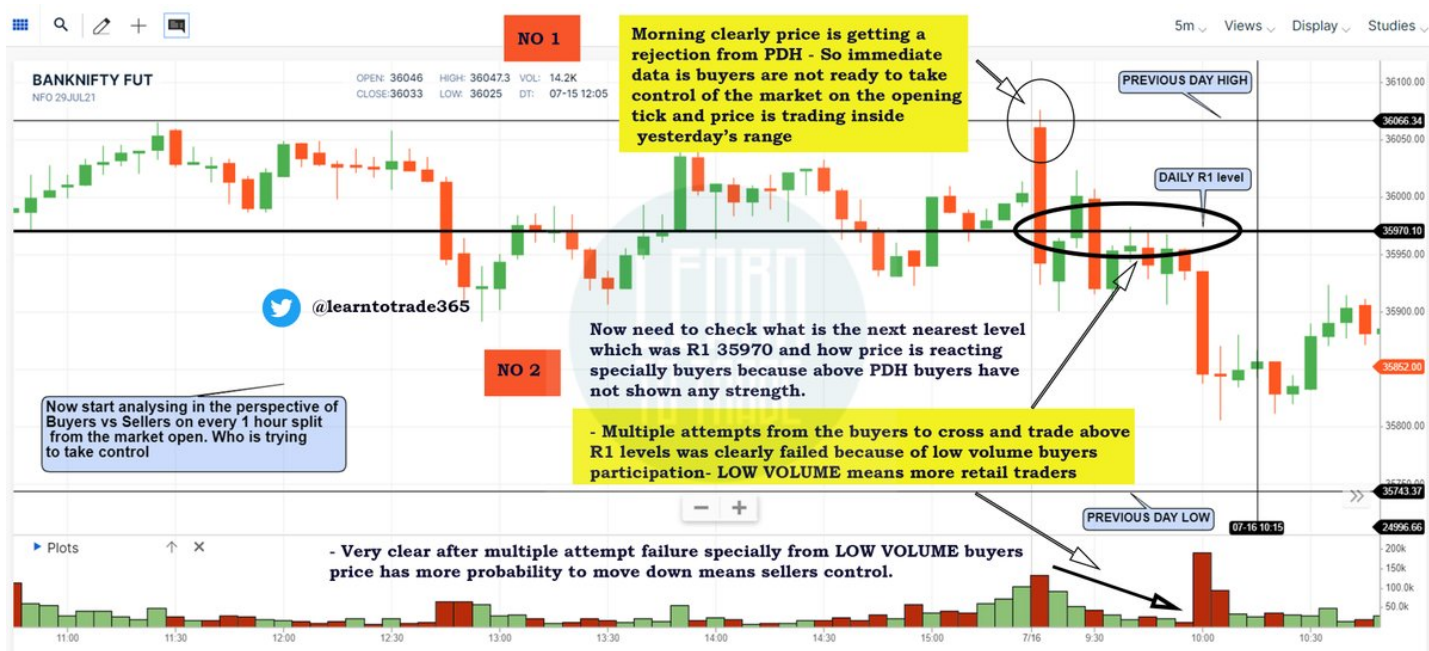 5m Views Display Studies
NO 1
Morning clearly price is getting a
rejection from PDH - So immediate
data is buyers are not ready to take
control of the market on the opening
tick and price is trading inside
yesterday's range
BANKNIFTY FUT
NFO 29JUL21
OPEN: 36046 HIGH: 36047.3 VOL: 14.2K
CLOSE:36033 LOW: 36025 DT: 07-15 12:05
PREVIOUS DAY HIGH
36100.00
36066.34
36050.00
DAILY R1 level
36000.00
35970.10
35950.00
@learntotrade365
35900.00
Now need to check what is the next nearest level
which was R1 35970 and how price is reacting
specially buyers because above PDH buyers have
not shown any strength.
NO 2
35852.00
Now start analysing in the perspective of
Buyers vs Sellers on every 1 hour split
from the market open. Who is trying
to take control
LEARN
TO TRADE
35800.00
- Multiple attempts from the buyers to cross and trade above
R1 levels was clearly failed because of low volume buyers
participation- LOW VOLUME means more retail traders
35743.37
PREVIOUS DAY LOW
07-16 10:15
24996.66
Plots
- Very clear after multiple attempt failure specially from LOW VOLUME buyers
price has more probability to move down means sellers control.
200k
150k
100.0k
50.0k
11:00 11:30 12:00 12:30 13:00 13:30 14:00 14:30 15:00 7/16 9:30 10:00 10:30